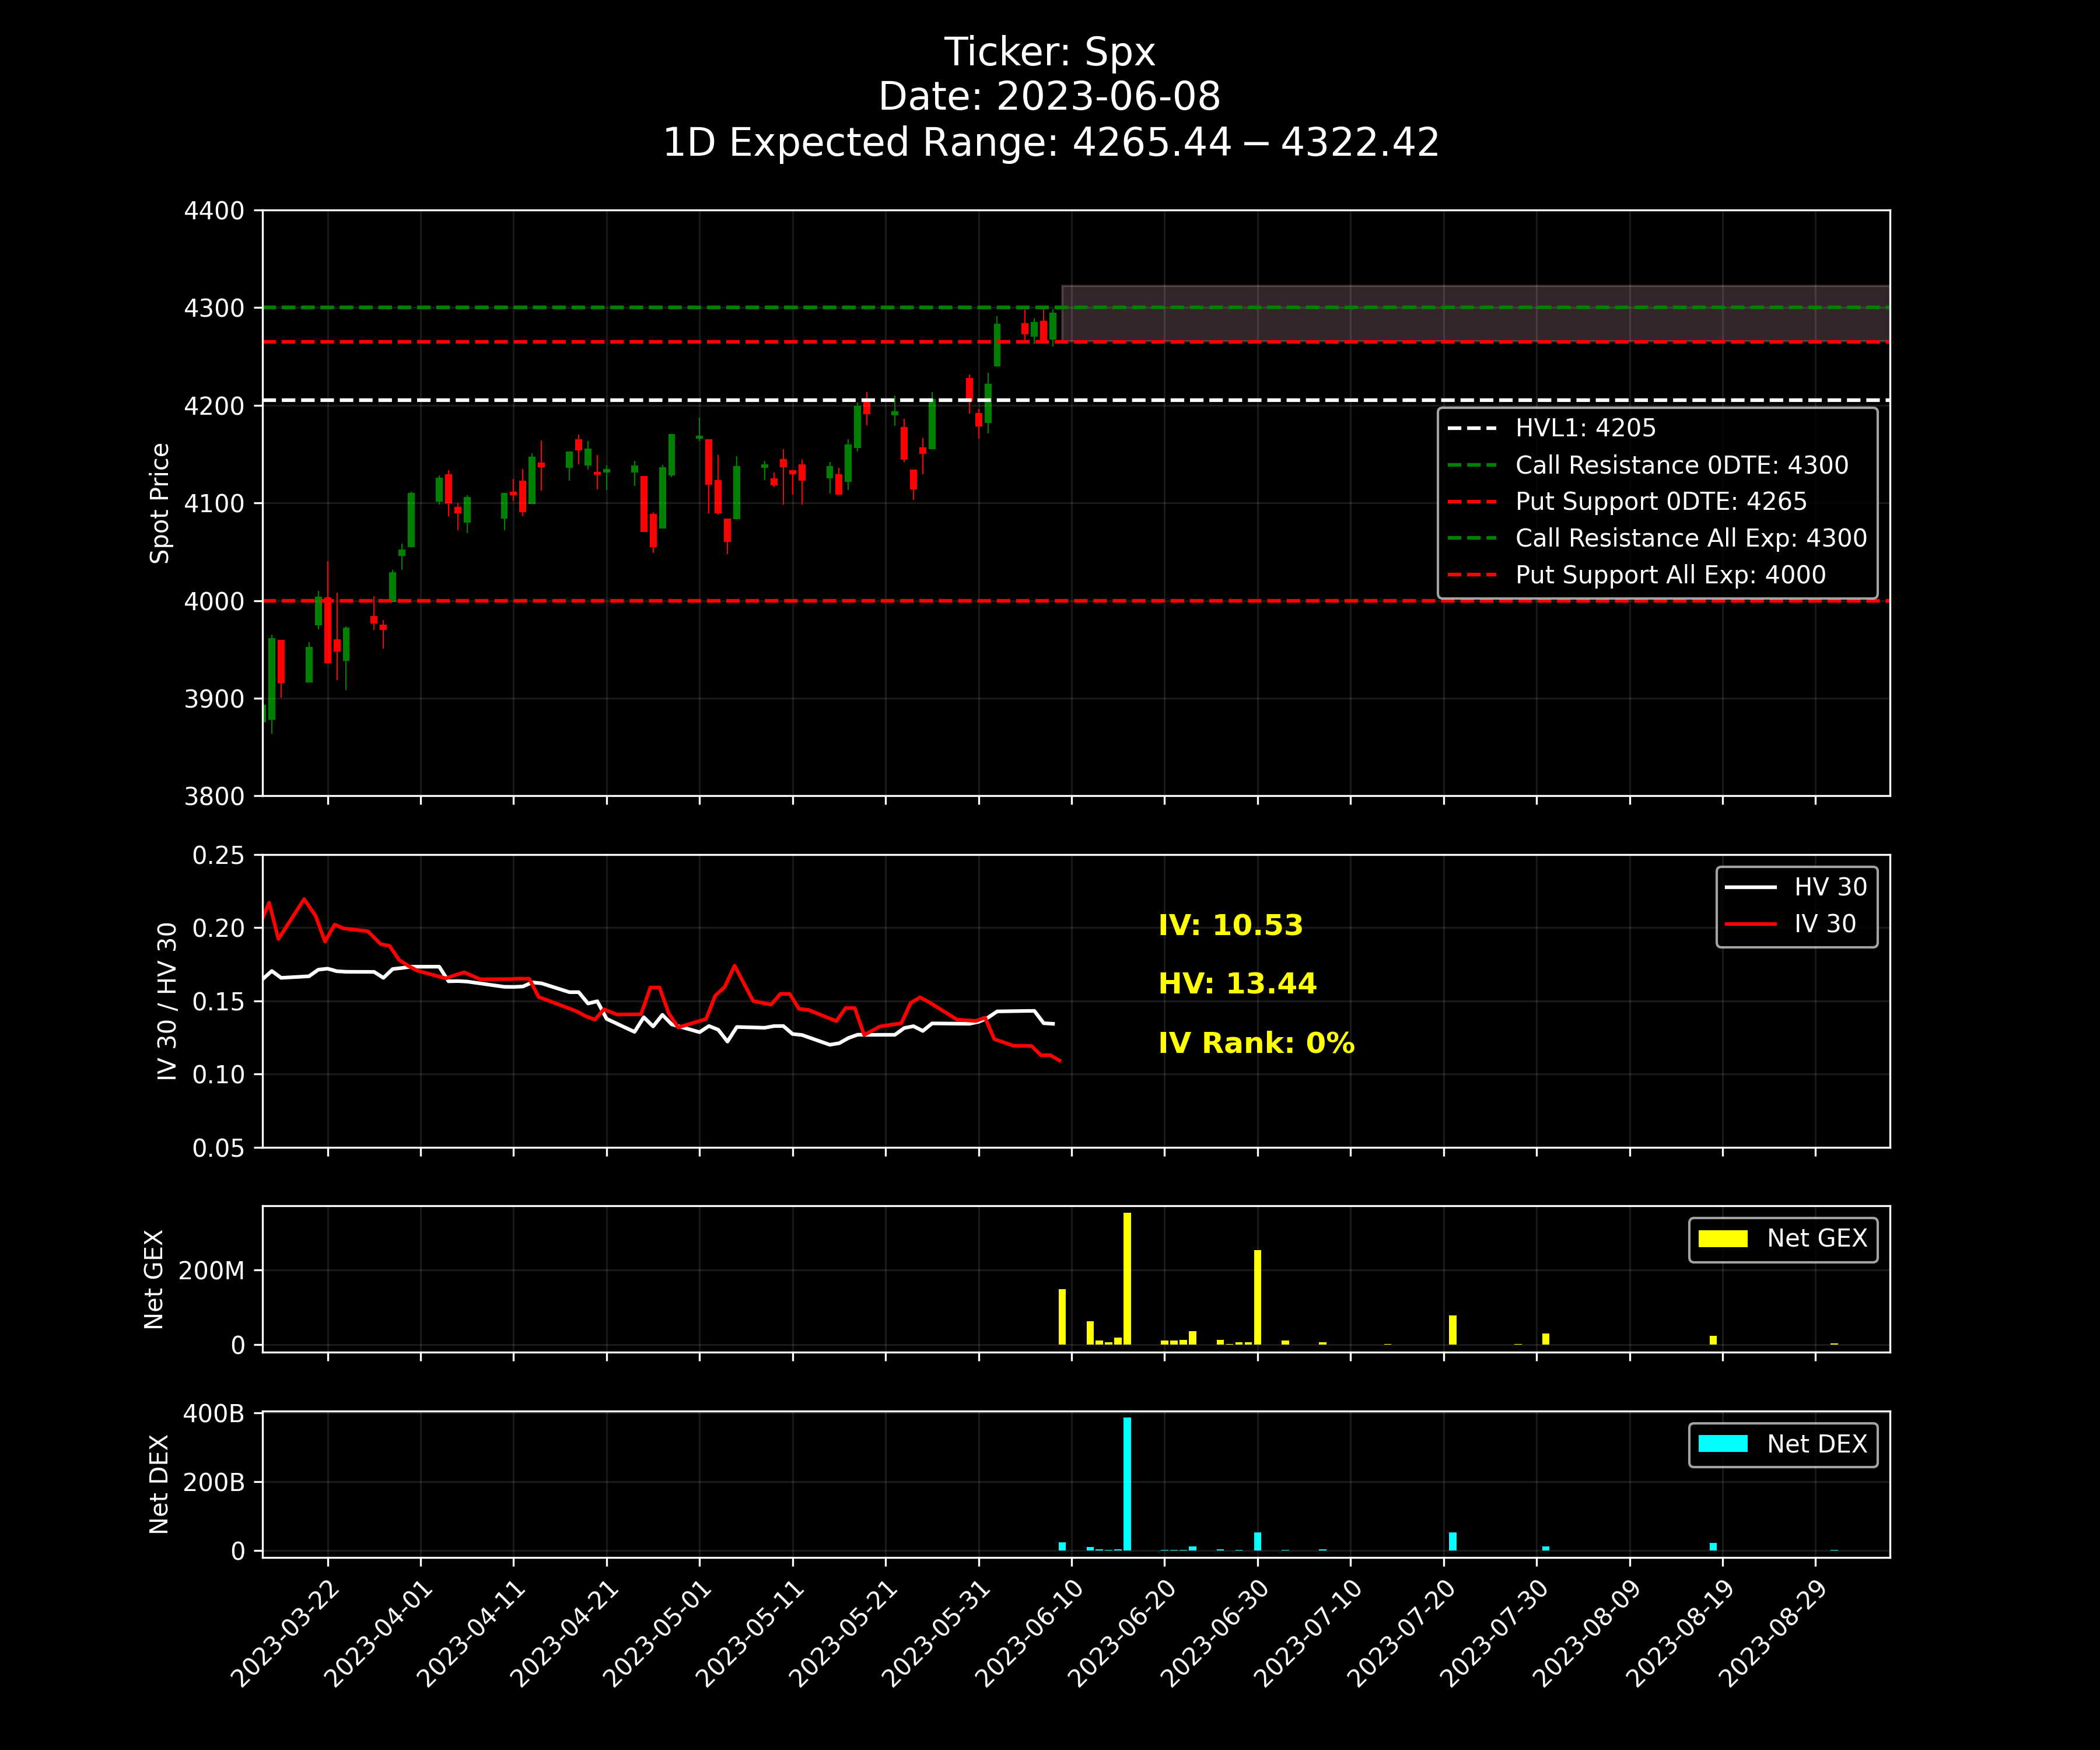 Ticker: Spx
Date: 2023-06-08
1D Expected Range: 4265.44 − 4322.42
Spot Price
4400
4300
4200
4100
4000
3900
3800
HVL1: 4205
Call Resistance 0DTE: 4300
Put Support 0DTE: 4265
Call Resistance All Exp: 4300
Put Support All Exp: 4000
IV 30 / HV 30
0.25
0.20
0.15
0.10
0.05
IV: 10.53
HV: 13.44
IV Rank: 0%
HV 30
IV 30
Net GEX
200M
0
Net GEX
Net DEX
400B
200B
0
Net DEX
2023-03-22
2023-04-01
2023-04-11
2023-04-21
2023-05-01
2023-05-11
2023-05-21
2023-05-31
2023-06-10
2023-06-20
2023-06-30
2023-07-10
2023-07-20
2023-07-30
2023-08-09
2023-08-19
2023-08-29